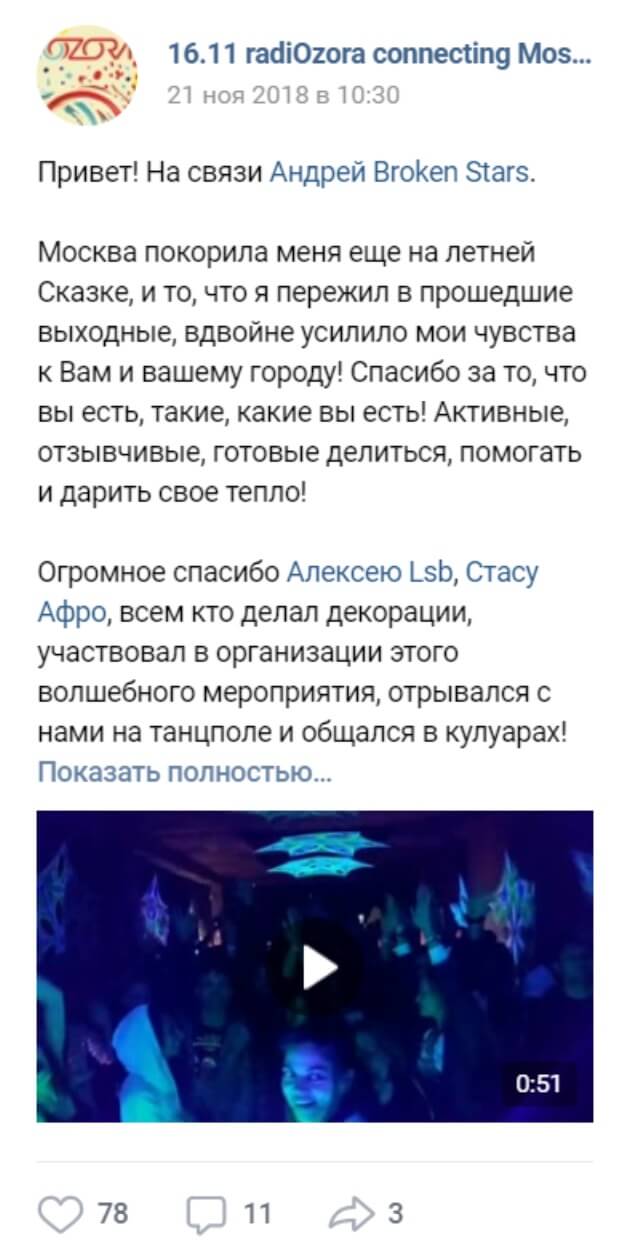 OZORA
16.11 radiOzora connecting Mos...
21 ноя 2018 в 10:30
Привет! На связи Андрей Broken Stars.
Москва покорила меня еще на летней
Сказке, и то, что я пережил в прошедшие
выходные, вдвойне усилило мои чувства
к Вам и вашему городу! Спасибо за то, что
вы есть, такие, какие вы есть! Активные,
отзывчивые, готовые делиться, помогать
и дарить свое тепло!
Огромное спасибо Алексею Lsb, Стасу
Афро, всем кто делал декорации,
участвовал в организации этого
волшебного мероприятия, отрывался с
нами на танцполе и общался в кулуарах!
Показать полностью...
0:51
78 11 3